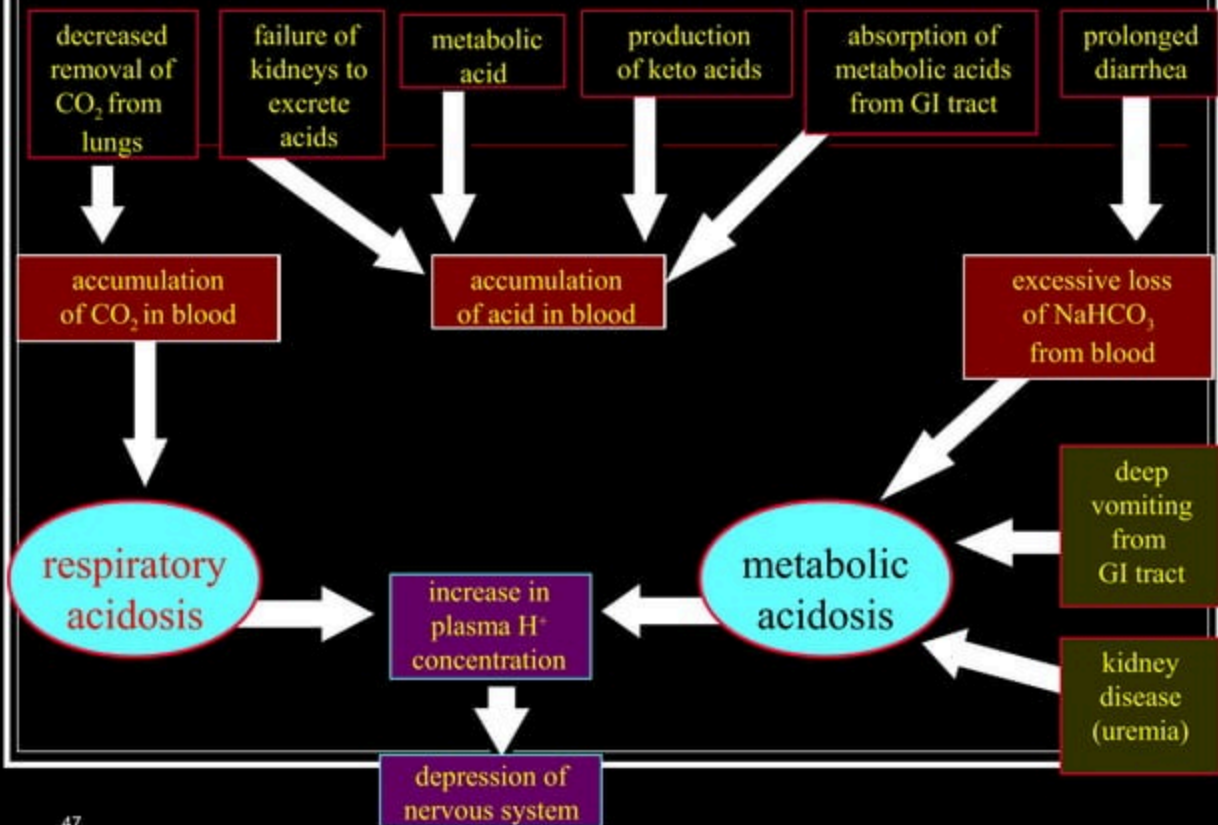 decreased
removal of
CO₂ from
lungs
failure of
kidneys to
excrete
acids
metabolic
acid
production
of keto acids
absorption of
metabolic acids
from GI tract
prolonged
diarrhea
accumulation
of CO₂ in blood
accumulation
of acid in blood
excessive loss
of NaHCO₃
from blood
respiratory
acidosis
increase in
plasma H⁺
concentration
metabolic
acidosis
deep
vomiting
from
GI tract
kidney
disease
(uremia)
depression of
nervous system
47